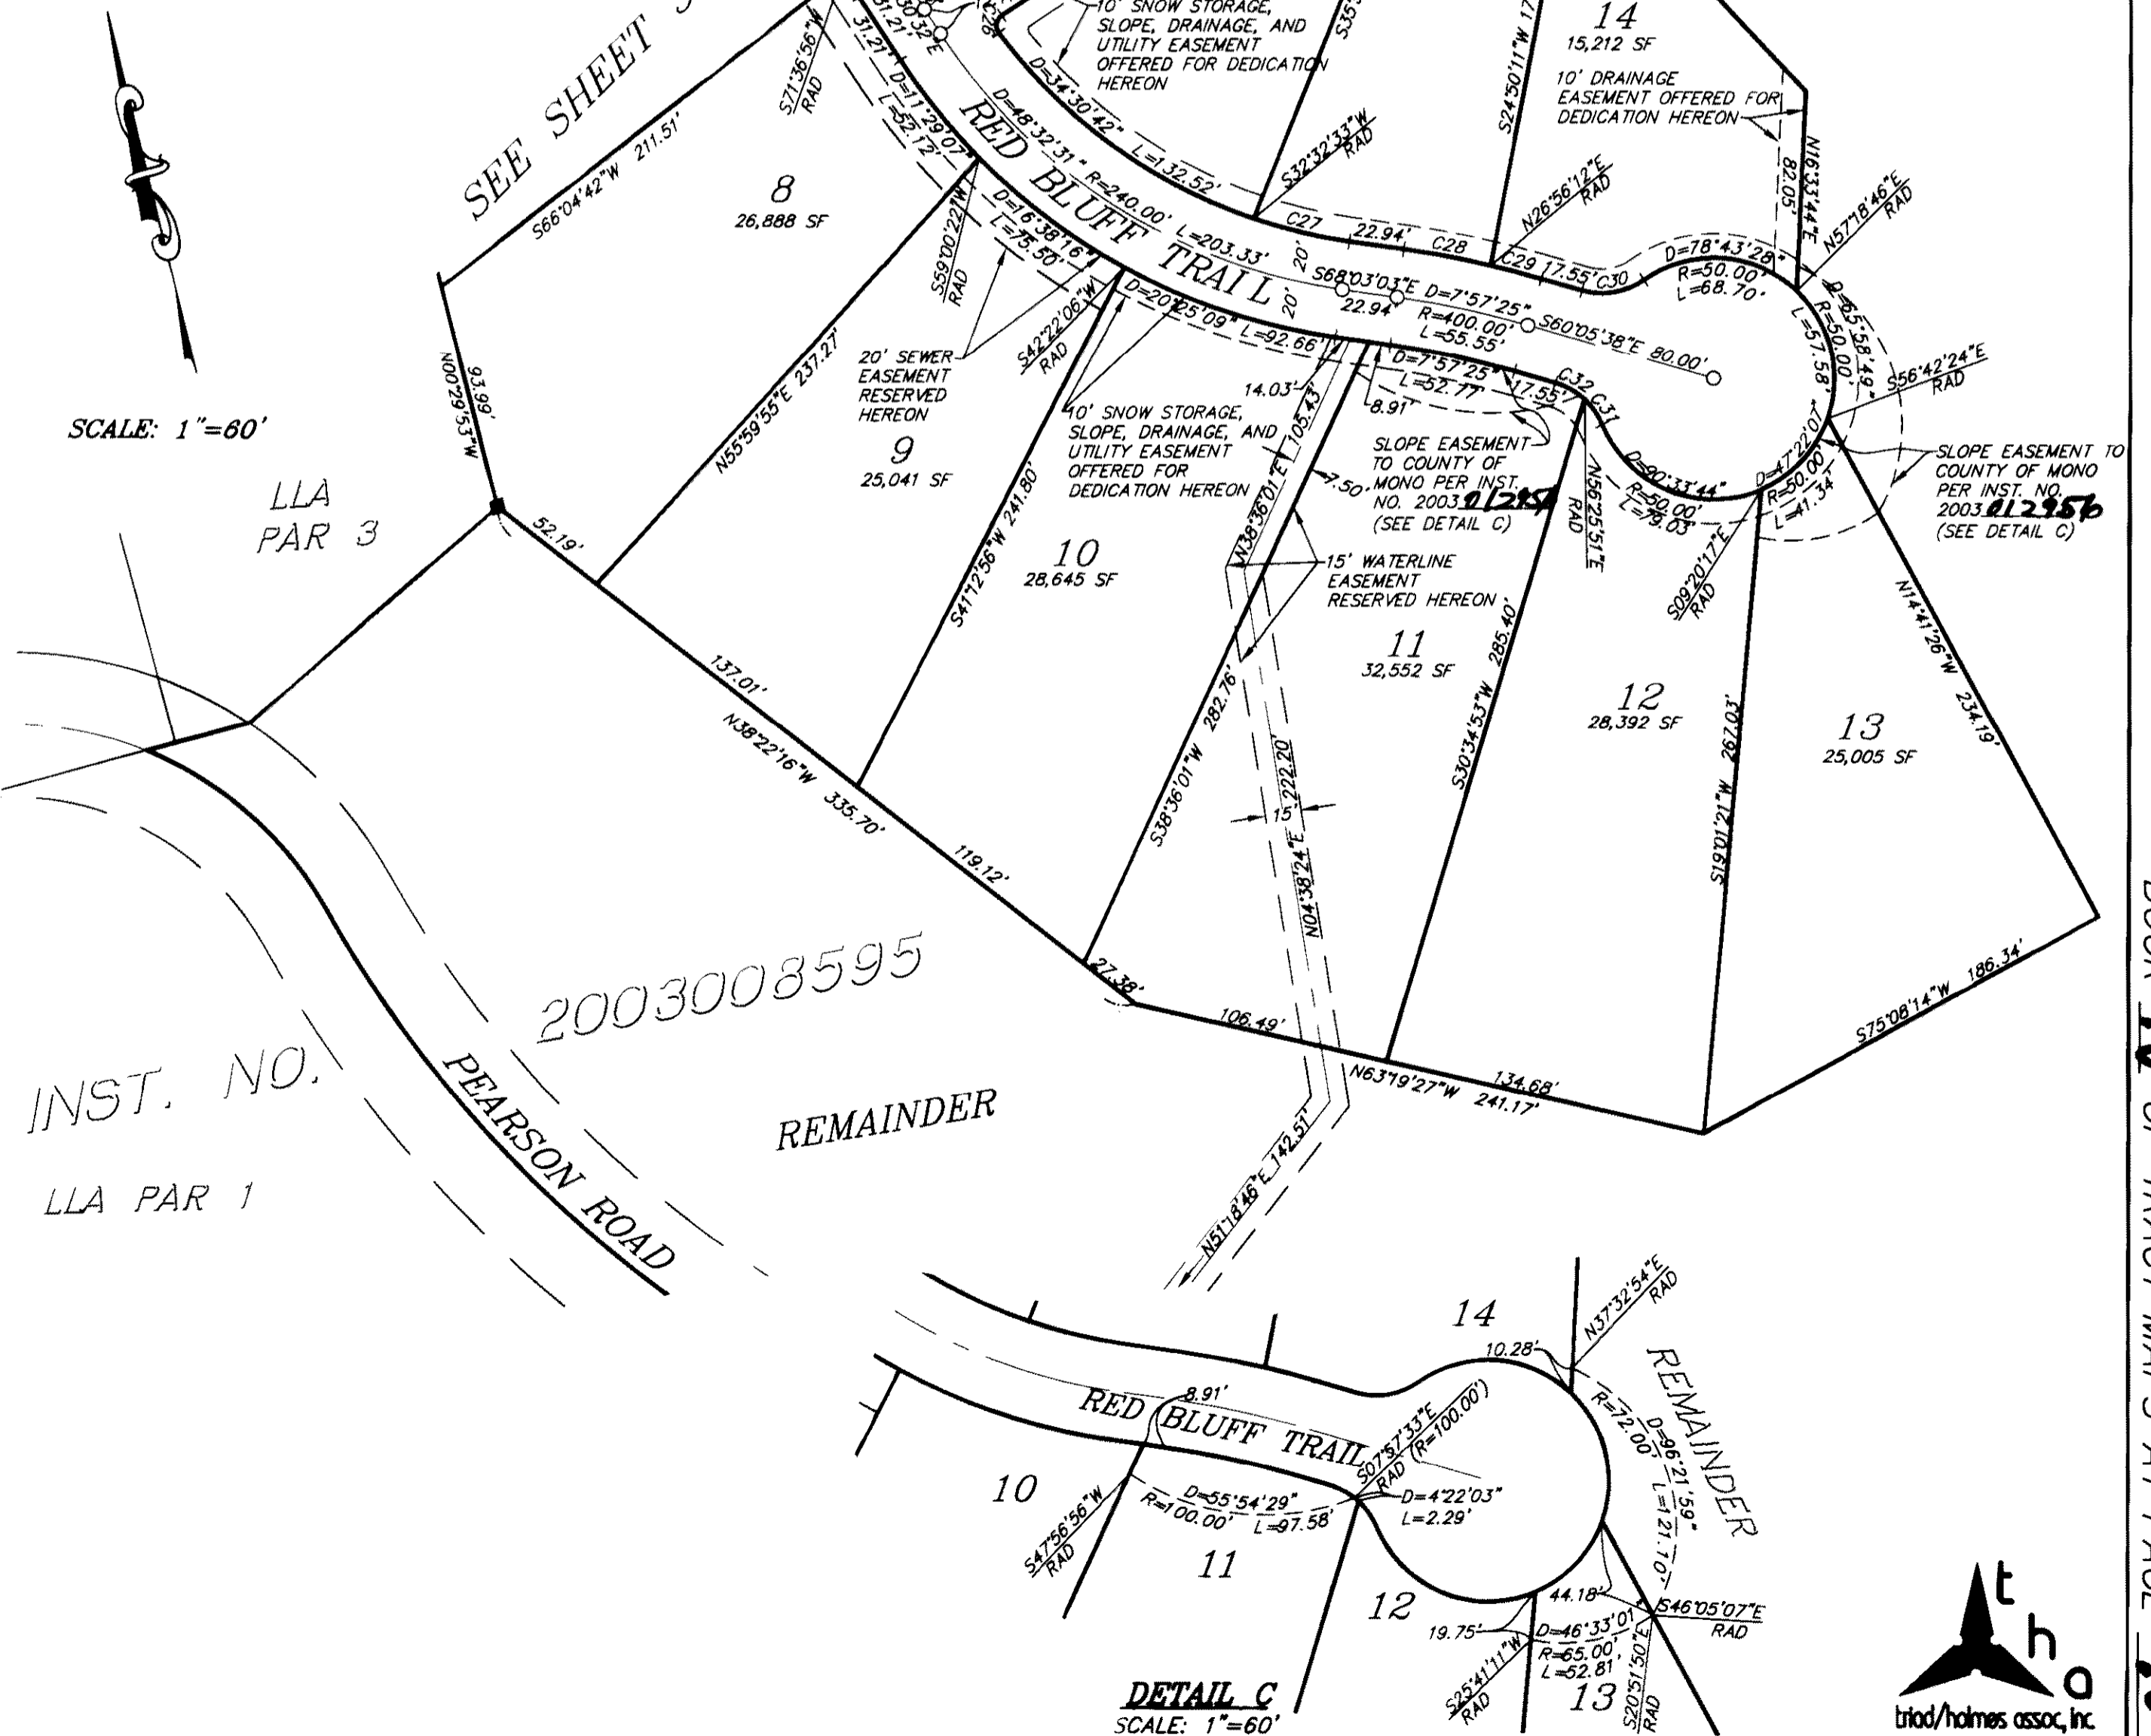 10' SNOW STORAGE,
SLOPE, DRAINAGE, AND
UTILITY EASEMENT
OFFERED FOR DEDICATION
HEREON
14
15,212 SF
10' DRAINAGE
EASEMENT OFFERED FOR
DEDICATION HEREON
S24°50'11"W
N16°33'44"E
82.05'
N57°18'46"E
RAD
N26°56'12"E
RAD
S32°32'33"W
RAD
S71°36'56"W
RAD
31.21'
D=11°29'07"
L=52.12'
D=34°30'42"
L=132.52'
SEE SHEET
S66°04'42"W 211.51'
8
26,888 SF
D=48°32'31" R=240.00' L=203.33'
RED BLUFF TRAIL
C27
22.94'
C28
C29
17.55'
C30
D=78°43'28"
R=50.00'
L=68.70'
20'
20'
S68°03'03"E
22.94'
D=7°57'25"
R=400.00'
L=55.55'
S60°05'38"E 80.00'
D=65°58'49"
R=50.00'
L=57.58'
S56°42'24"E
RAD
D=16°38'16"
L=75.50'
S59°00'22"W
RAD
S42°22'06"W
RAD
D=20°25'09"
L=92.66'
14.03'
8.91'
D=7°57'25"
L=52.77'
17.55'
C32
C31
N00°29'53"W
93.99'
SCALE: 1"=60'
LLA
PAR 3
N55°59'55"E 237.27'
20' SEWER
EASEMENT
RESERVED
HEREON
9
25,041 SF
10' SNOW STORAGE,
SLOPE, DRAINAGE, AND
UTILITY EASEMENT
OFFERED FOR
DEDICATION HEREON
N38°36'01"E 105.43'
7.50'
SLOPE EASEMENT
TO COUNTY OF
MONO PER INST.
NO. 2003 012956
(SEE DETAIL C)
N56°25'51"E
RAD
D=90°33'44"
R=50.00'
L=79.03'
D=47°22'07"
R=50.00'
L=41.34'
SLOPE EASEMENT TO
COUNTY OF MONO
PER INST. NO.
2003 012956
(SEE DETAIL C)
S09°20'17"E
RAD
52.19'
S41°12'56"W 241.80'
10
28,645 SF
15' WATERLINE
EASEMENT
RESERVED HEREON
11
32,552 SF
S30°34'53"W 285.40'
12
28,392 SF
S19°01'21"W 267.03'
13
25,005 SF
N14°41'26"W 234.19'
137.01'
N38°22'16"W 335.70'
S38°36'01"W 282.76'
222.20'
15'
N04°38'24"E
119.12'
27.38'
106.49'
N63°19'27"W 241.17'
134.68'
S75°08'14"W 186.34'
2003008595
INST. NO.
LLA PAR 1
PEARSON ROAD
REMAINDER
N51°18'46"E 142.51'
14
10.28'
N37°32'54"E
RAD
REMAINDER
R=72.00'
D=96°21'59"
L=121.10'
8.91'
RED BLUFF TRAIL
S07°57'33"E
RAD (R=100.00')
10
S47°56'56"W
RAD
D=55°54'29"
R=100.00'
L=97.58'
D=4°22'03"
L=2.29'
11
12
44.18'
S46°05'07"E
RAD
19.75'
D=46°33'01"
R=65.00'
L=52.81'
S25°41'11"W
RAD
S20°51'50"E
RAD
13
DETAIL C
SCALE: 1"=60'
t
h
a
triad/holmes assoc, inc